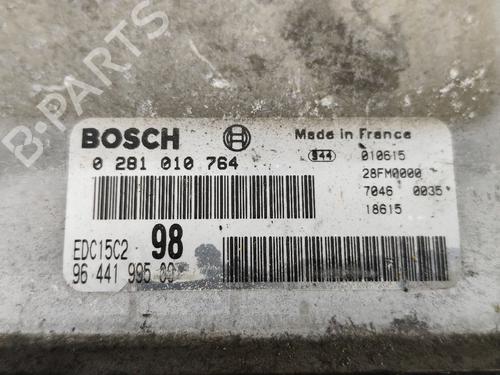 B-PARTS
BOSCH
Made in France
0 281 010 764
944 010615
28FM0000
7046 0035
18615
EDC15C2 98
96 441 995